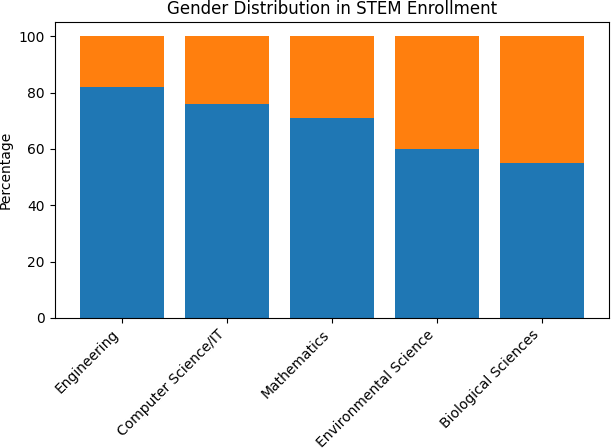 Gender Distribution in STEM Enrollment
Percentage
100
80
60
40
20
0
Engineering
Computer Science/IT
Mathematics
Environmental Science
Biological Sciences